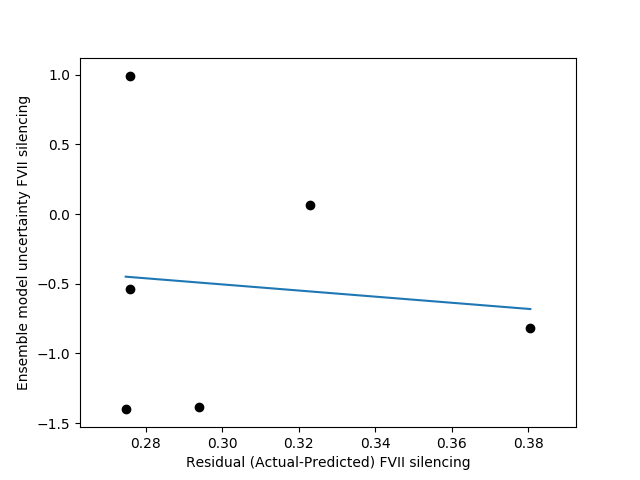 1.0
0.5
0.0
−0.5
−1.0
−1.5
Ensemble model uncertainty FVII silencing
0.28 0.30 0.32 0.34 0.36 0.38
Residual (Actual-Predicted) FVII silencing